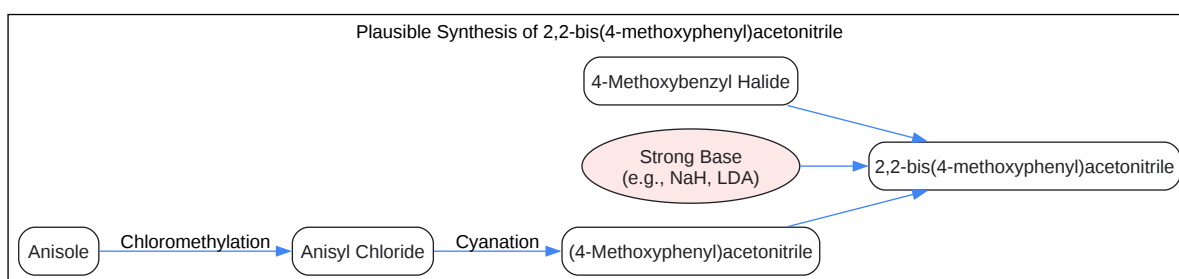 Plausible Synthesis of 2,2-bis(4-methoxyphenyl)acetonitrile
4-Methoxybenzyl Halide
Strong Base
(e.g., NaH, LDA)
2,2-bis(4-methoxyphenyl)acetonitrile
Anisole
Chloromethylation
Anisyl Chloride
Cyanation
(4-Methoxyphenyl)acetonitrile